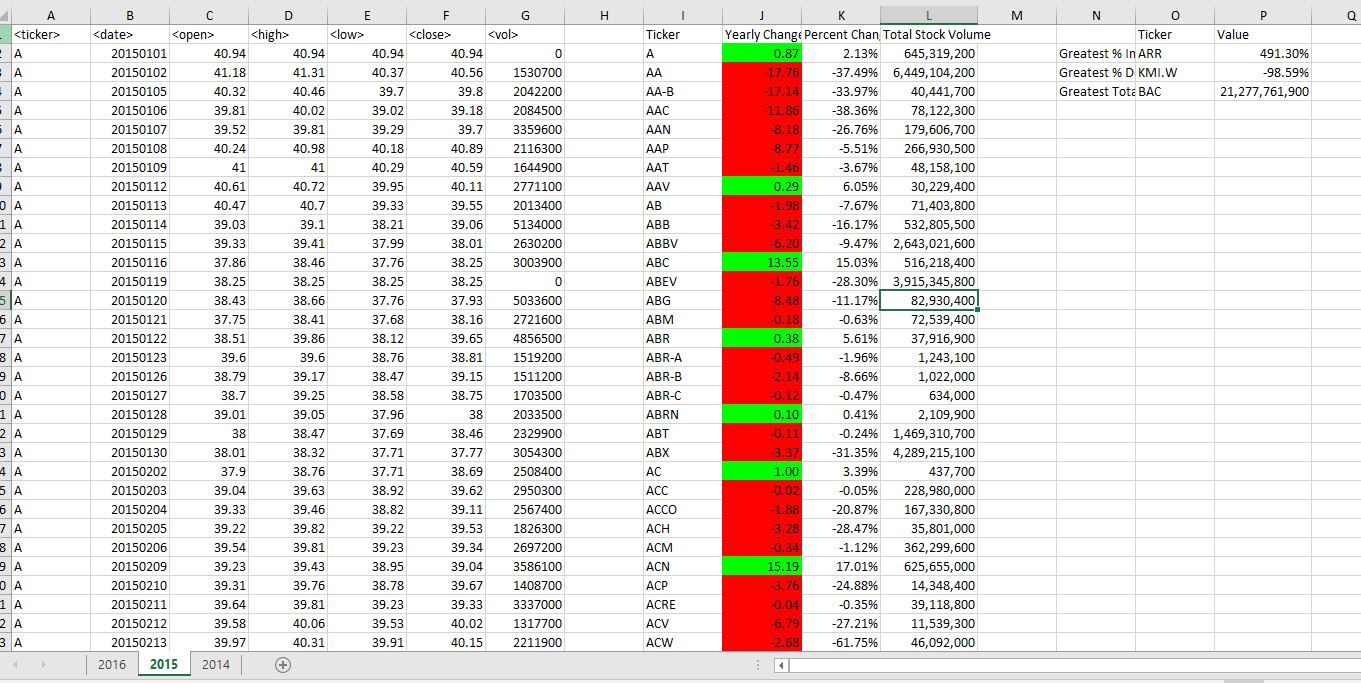 A B C D E F G H I J K L M N O P Q
<ticker> <date> <open> <high> <low> <close> <vol> Ticker Yearly Change Percent Chan Total Stock Volume Ticker Value
A 20150101 40.94 40.94 40.94 40.94 0 A 0.87 2.13% 645,319,200 Greatest % In ARR 491.30%
A 20150102 41.18 41.31 40.37 40.56 1530700 AA -17.76 -37.49% 6,449,104,200 Greatest % D KMI.W -98.59%
A 20150105 40.32 40.46 39.7 39.8 2042200 AA-B -17.14 -33.97% 40,441,700 Greatest Tota BAC 21,277,761,900
A 20150106 39.81 40.02 39.02 39.18 2084500 AAC -11.86 -38.36% 78,122,300
A 20150107 39.52 39.81 39.29 39.7 3359600 AAN -8.18 -26.76% 179,606,700
A 20150108 40.24 40.98 40.18 40.89 2116300 AAP -8.77 -5.51% 266,930,500
A 20150109 41 41 40.29 40.59 1644900 AAT -1.46 -3.67% 48,158,100
A 20150112 40.61 40.72 39.95 40.11 2771100 AAV 0.29 6.05% 30,229,400
A 20150113 40.47 40.7 39.33 39.55 2013400 AB -1.98 -7.67% 71,403,800
A 20150114 39.03 39.1 38.21 39.06 5134000 ABB -3.42 -16.17% 532,805,500
A 20150115 39.33 39.41 37.99 38.01 2630200 ABBV -6.20 -9.47% 2,643,021,600
A 20150116 37.86 38.46 37.76 38.25 3003900 ABC 13.55 15.03% 516,218,400
A 20150119 38.25 38.25 38.25 38.25 0 ABEV -1.76 -28.30% 3,915,345,800
A 20150120 38.43 38.66 37.76 37.93 5033600 ABG -8.48 -11.17% 82,930,400
A 20150121 37.75 38.41 37.68 38.16 2721600 ABM -0.18 -0.63% 72,539,400
A 20150122 38.51 39.86 38.12 39.65 4856500 ABR 0.38 5.61% 37,916,900
A 20150123 39.6 39.6 38.76 38.81 1519200 ABR-A -0.49 -1.96% 1,243,100
A 20150126 38.79 39.17 38.47 39.15 1511200 ABR-B -2.14 -8.66% 1,022,000
A 20150127 38.7 39.25 38.58 38.75 1703500 ABR-C -0.12 -0.47% 634,000
A 20150128 39.01 39.05 37.96 38 2033500 ABRN 0.10 0.41% 2,109,900
A 20150129 38 38.47 37.69 38.46 2329900 ABT -0.11 -0.24% 1,469,310,700
A 20150130 38.01 38.32 37.71 37.77 3054300 ABX -3.37 -31.35% 4,289,215,100
A 20150202 37.9 38.76 37.71 38.69 2508400 AC 1.00 3.39% 437,700
A 20150203 39.04 39.63 38.92 39.62 2950300 ACC -0.02 -0.05% 228,980,000
A 20150204 39.33 39.46 38.82 39.11 2567400 ACCO -1.88 -20.87% 167,330,800
A 20150205 39.22 39.82 39.22 39.53 1826300 ACH -3.28 -28.47% 35,801,000
A 20150206 39.54 39.81 39.23 39.34 2697200 ACM -0.34 -1.12% 362,299,600
A 20150209 39.23 39.43 38.95 39.04 3586100 ACN 15.19 17.01% 625,655,000
A 20150210 39.31 39.76 38.78 39.67 1408700 ACP -3.76 -24.88% 14,348,400
A 20150211 39.64 39.81 39.23 39.33 3337000 ACRE -0.04 -0.35% 39,118,800
A 20150212 39.58 40.06 39.53 40.02 1317700 ACV -6.79 -27.21% 11,539,300
A 20150213 39.97 40.31 39.91 40.15 2211900 ACW -2.68 -61.75% 46,092,000
2016 2015 2014